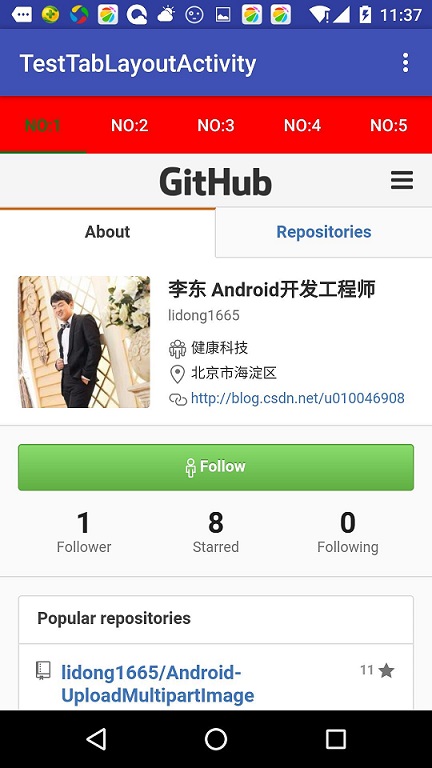 11:37
TestTabLayoutActivity
NO:1 NO:2 NO:3 NO:4 NO:5
GitHub
About Repositories
李东 Android开发工程师
lidong1665
健康科技
北京市海淀区
http://blog.csdn.net/u010046908
Follow
1 8 0
Follower Starred Following
Popular repositories
lidong1665/Android- 11
UploadMultipartImage